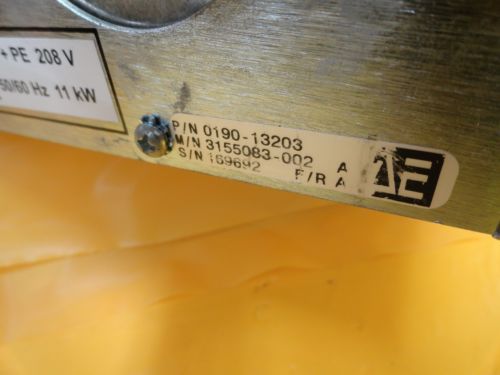 + PE 208 V
50/60 Hz 11 kW
P/N 0190-13203
M/N 3155083-002 A
S/N 169692 F/R A
AE